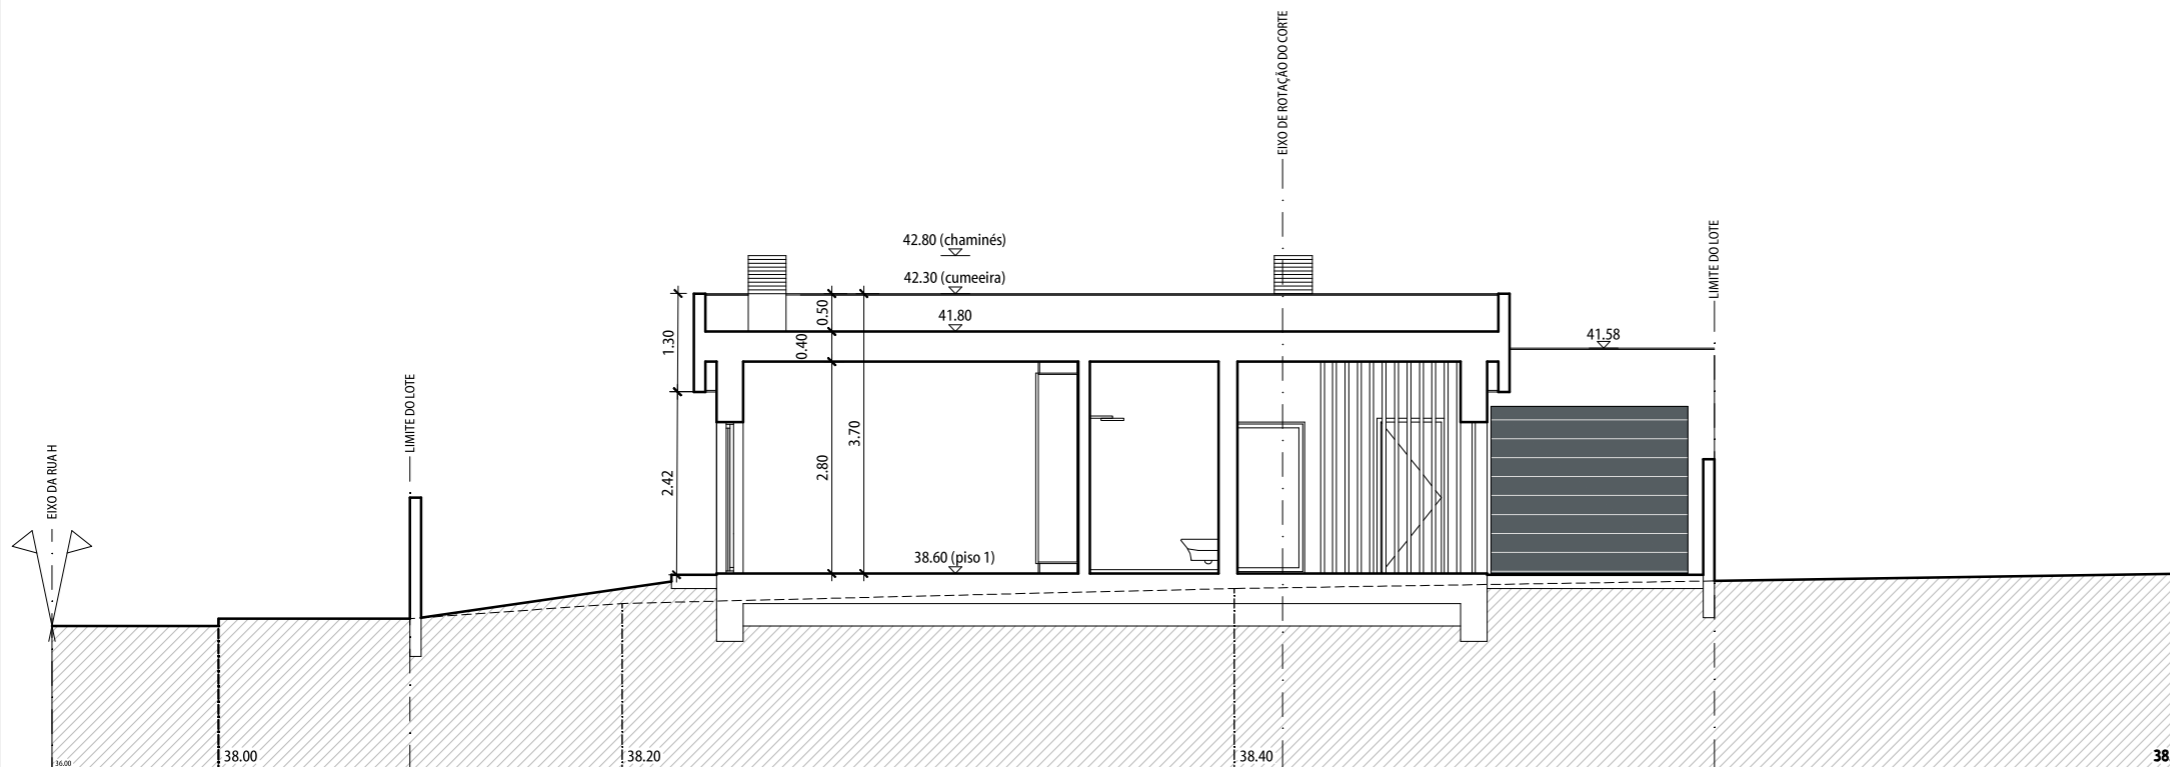 EIXO DE ROTAÇÃO DO CORTE
LIMITE DO LOTE
42.80 (chaminés)
42.30 (cumeeira)
41.80
41.58
0.50
0.40
1.30
3.70
2.80
2.42
LIMITE DO LOTE
EIXO DA RUA H
38.60 (piso 1)
36.00
38.00
38.20
38.40
38.